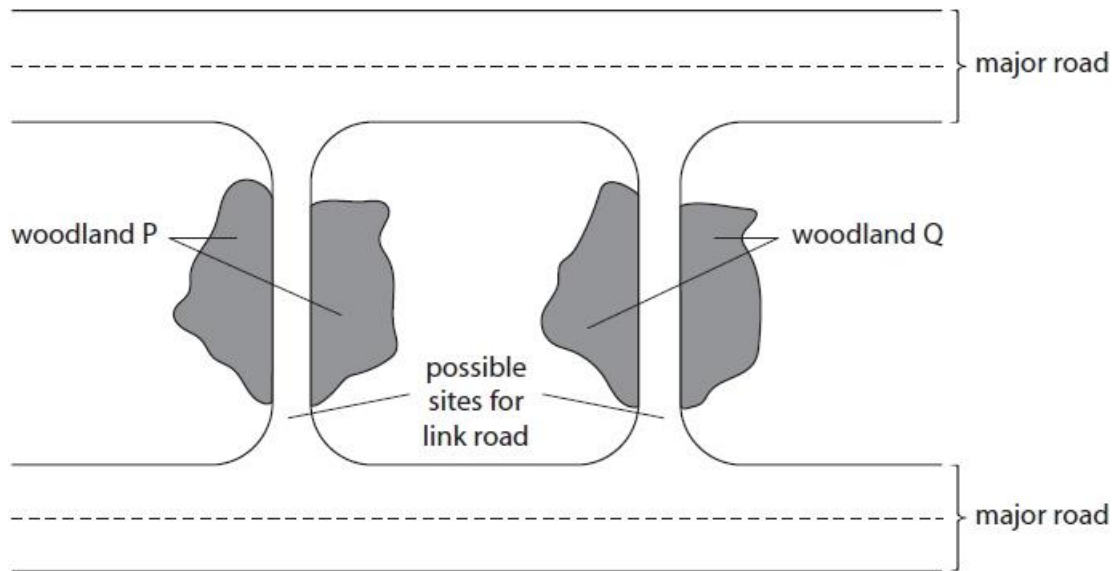 major road
woodland P
woodland Q
possible
sites for
link road
major road